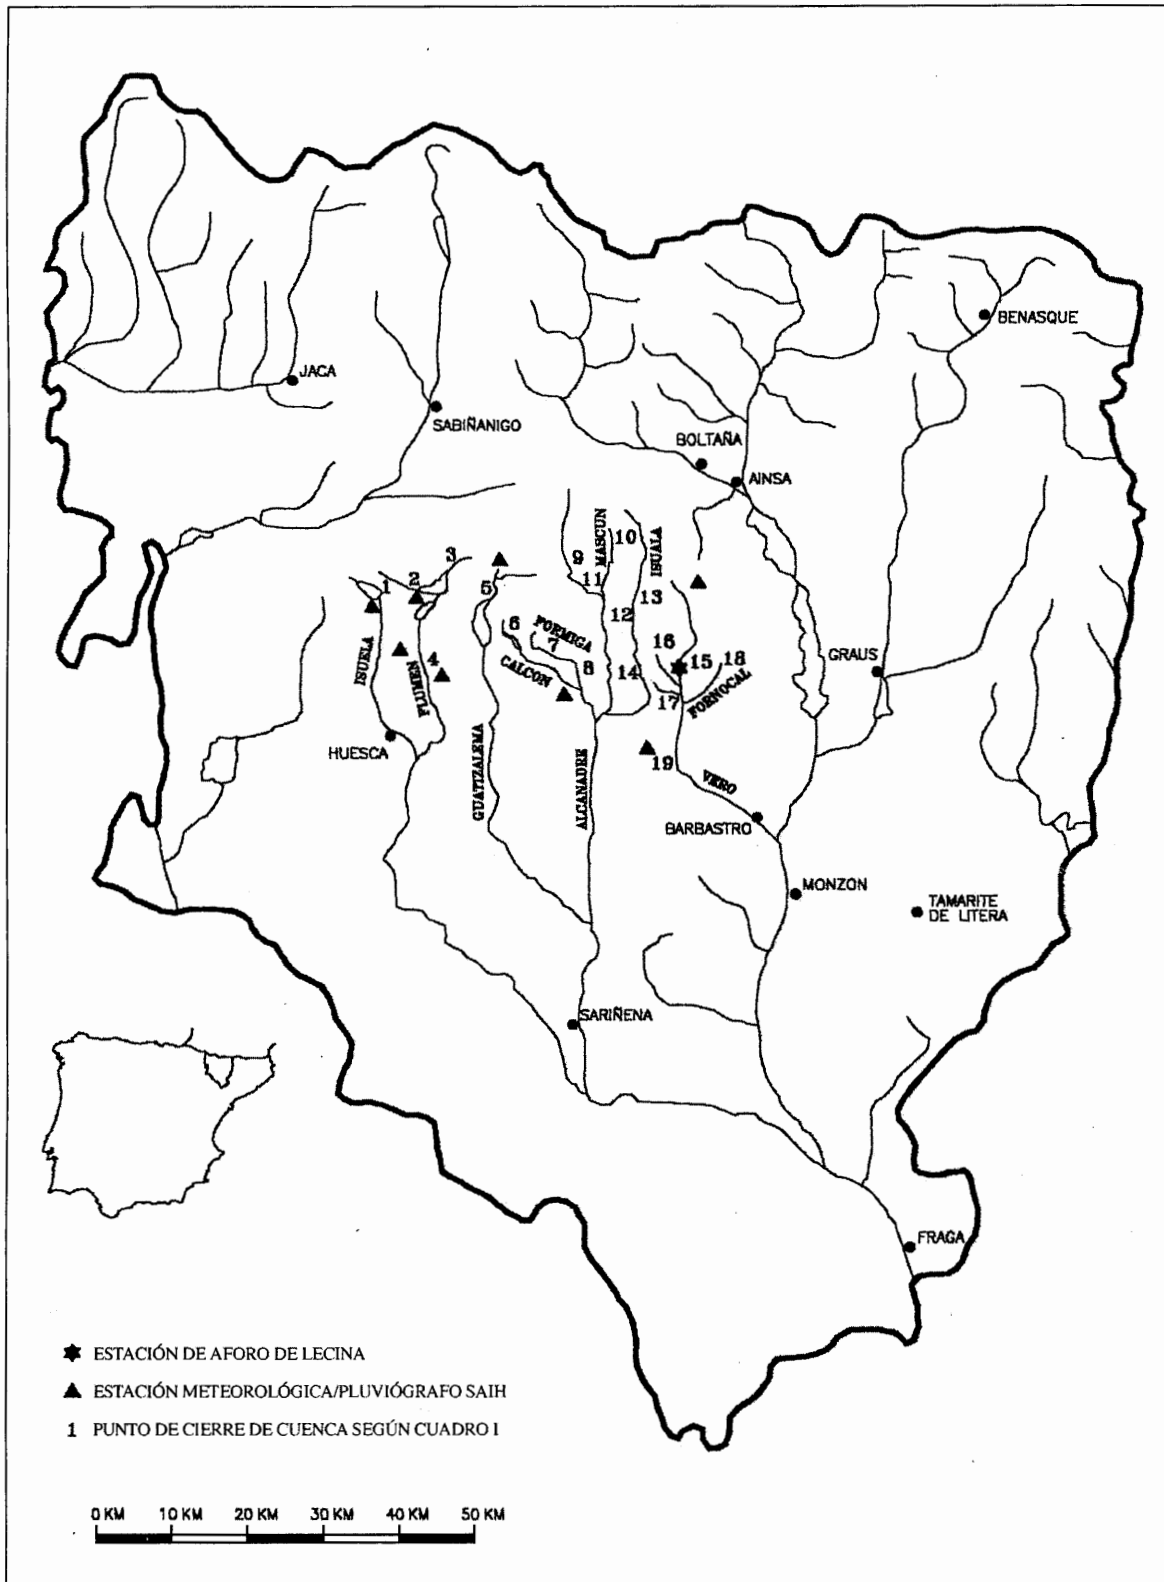 BENASQUE
JACA
SABIÑANIGO
BOLTAÑA
AINSA
MASCUN
10
ISUALA
9
3
11
1
2
5
13
12
6
FORMIGA
7
16
ISUELA
4
FLUMEN
CALCON
8
14
15
18
GRAUS
17
FORNOCAL
HUESCA
GUATIZALEMA
ALCANADRE
19
VERO
BARBASTRO
MONZON
TAMARITE
DE LITERA
SARIÑENA
FRAGA
ESTACIÓN DE AFORO DE LECINA
ESTACIÓN METEOROLÓGICA/PLUVIÓGRAFO SAIH
1 PUNTO DE CIERRE DE CUENCA SEGÚN CUADRO I
0 KM 10 KM 20 KM 30 KM 40 KM 50 KM